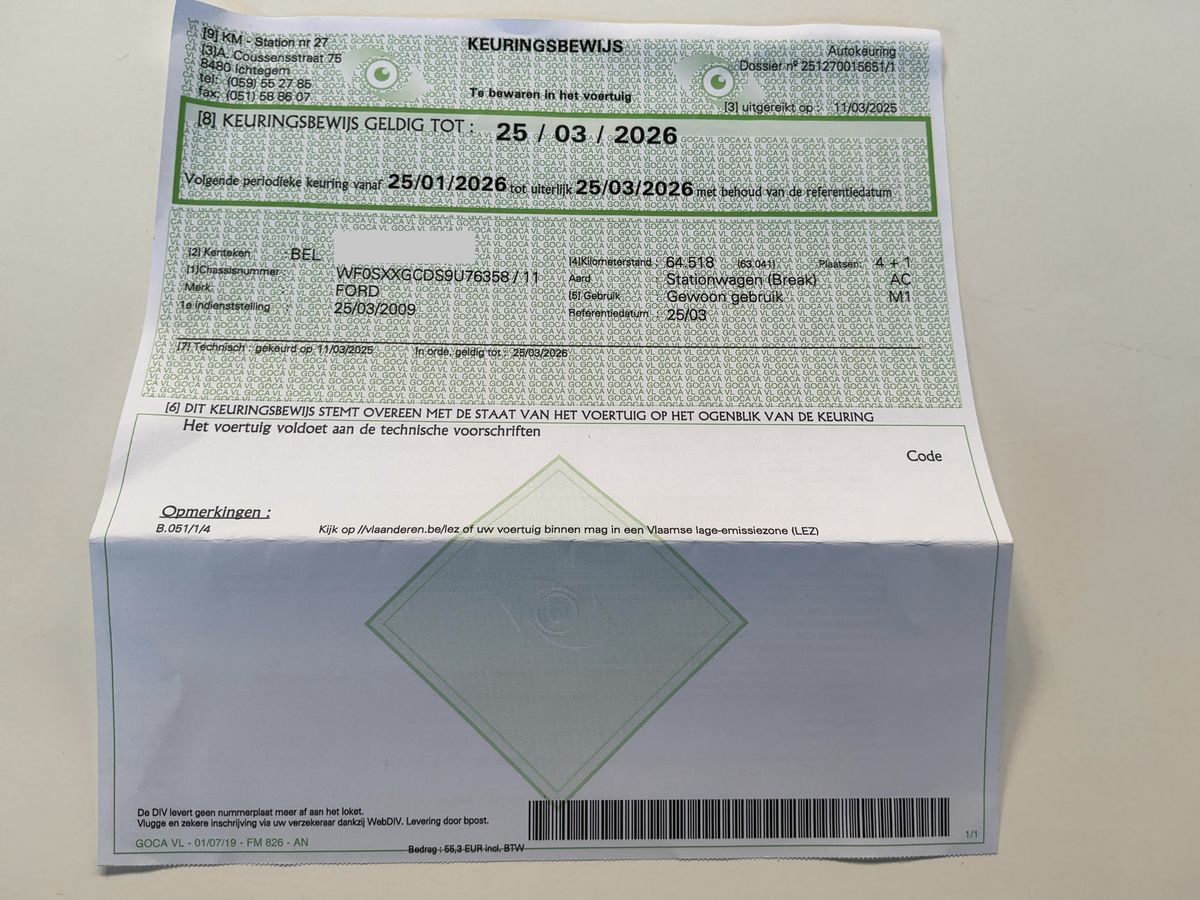 [9] KM - Station nr 27
[3]A. Coussensstraat 75
8480 Ichtegem
tel: (059) 55 27 85
fax: (051) 58 86 07
KEURINGSBEWIJS
Te bewaren in het voertuig
Autokeuring
Dossier nº 251270015651/1
[3] uitgereikt op : 11/03/2025
[8] KEURINGSBEWIJS GELDIG TOT : 25 / 03 / 2026
Volgende periodieke keuring vanaf 25/01/2026 tot uiterlijk 25/03/2026 met behoud van de referentiedatum
[2] Kenteken BEL
[1]Chassisnummer : WF0SXXGCDS9U76358 / 11
Merk : FORD
1e indienststelling : 25/03/2009
[4]Kilometerstand : 64.518 (63.041) Plaatsen: 4 + 1
Aard : Stationwagen (Break) AC
[5] Gebruik : Gewoon gebruik M1
Referentiedatum : 25/03
[7] Technisch : gekeurd op 11/03/2025 In orde, geldig tot : 25/03/2026
[6] DIT KEURINGSBEWIJS STEMT OVEREEN MET DE STAAT VAN HET VOERTUIG OP HET OGENBLIK VAN DE KEURING
Het voertuig voldoet aan de technische voorschriften
Code
Opmerkingen :
B.051/1/4 Kijk op //vlaanderen.be/lez of uw voertuig binnen mag in een Vlaamse lage-emissiezone (LEZ)
De DIV levert geen nummerplaat meer af aan het loket.
Vlugge en zekere inschrijving via uw verzekeraar dankzij WebDIV. Levering door bpost.
GOCA VL - 01/07/19 - FM 826 - AN
Bedrag : 55,3 EUR incl. BTW
1/1